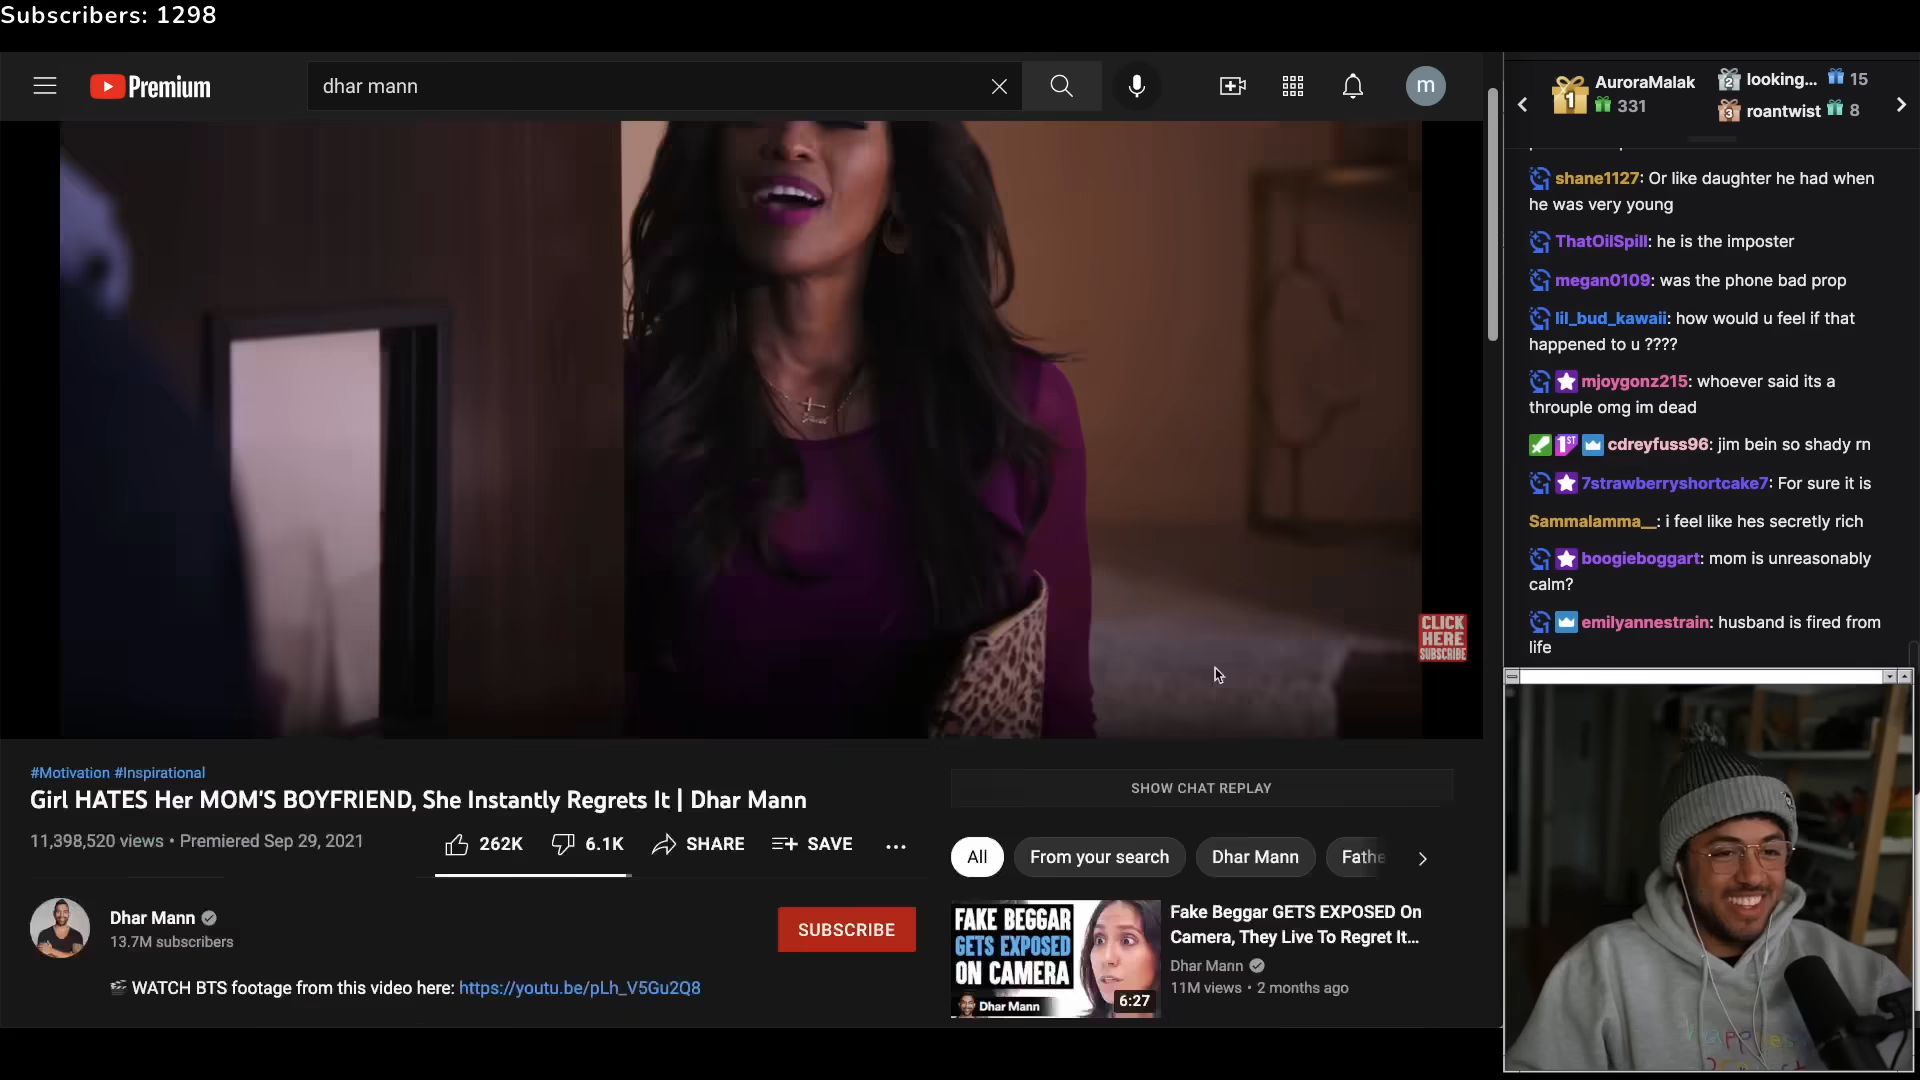 Subscribers: 1298
Premium
dhar mann
m
1
AuroraMalak
331
2
looking...
15
3
roantwist
8
shane1127: Or like daughter he had when
he was very young
ThatOilSpill: he is the imposter
megan0109: was the phone bad prop
lil_bud_kawaii: how would u feel if that
happened to u ????
mjoygonz215: whoever said its a
throuple omg im dead
1ST cdreyfuss96: jim bein so shady rn
7strawberryshortcake7: For sure it is
Sammalamma__: i feel like hes secretly rich
boogieboggart: mom is unreasonably
calm?
emilyannestrain: husband is fired from
life
CLICK
HERE
SUBSCRIBE
#Motivation #Inspirational
Girl HATES Her MOM'S BOYFRIEND, She Instantly Regrets It | Dhar Mann
11,398,520 views • Premiered Sep 29, 2021
262K
6.1K
SHARE
SAVE
Dhar Mann
13.7M subscribers
SUBSCRIBE
WATCH BTS footage from this video here: https://youtu.be/pLh_V5Gu2Q8
SHOW CHAT REPLAY
All
From your search
Dhar Mann
Fathe
FAKE BEGGAR
GETS EXPOSED
ON CAMERA
Dhar Mann
6:27
Fake Beggar GETS EXPOSED On
Camera, They Live To Regret It...
Dhar Mann
11M views • 2 months ago